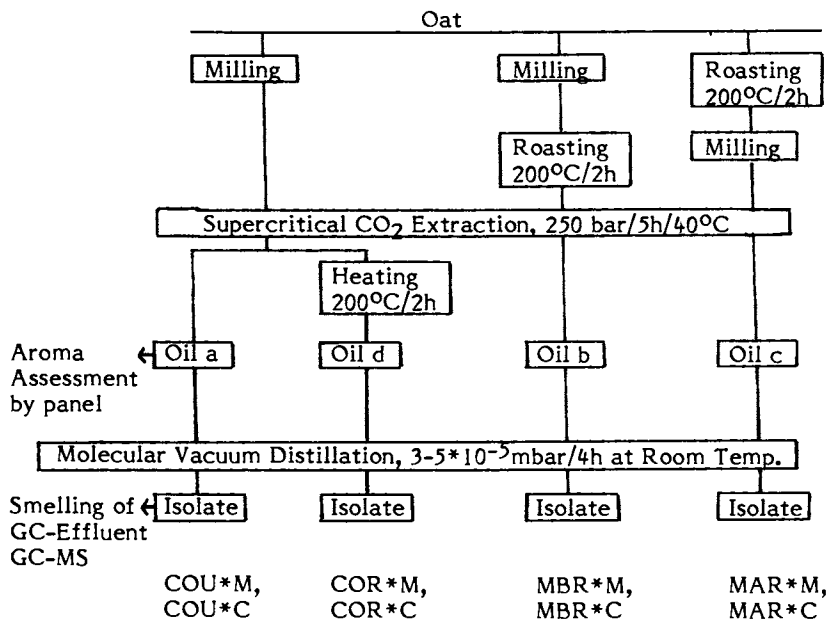 Oat
Milling
Milling
Roasting
200°C/2h
Roasting
200°C/2h
Milling
Supercritical CO₂ Extraction, 250 bar/5h/40°C
Heating
200°C/2h
Aroma
Assessment
by panel
Oil a
Oil d
Oil b
Oil c
Molecular Vacuum Distillation, 3-5*10⁻⁵mbar/4h at Room Temp.
Smelling of
GC-Effluent
GC-MS
Isolate
Isolate
Isolate
Isolate
COU*M,
COU*C
COR*M,
COR*C
MBR*M,
MBR*C
MAR*M,
MAR*C